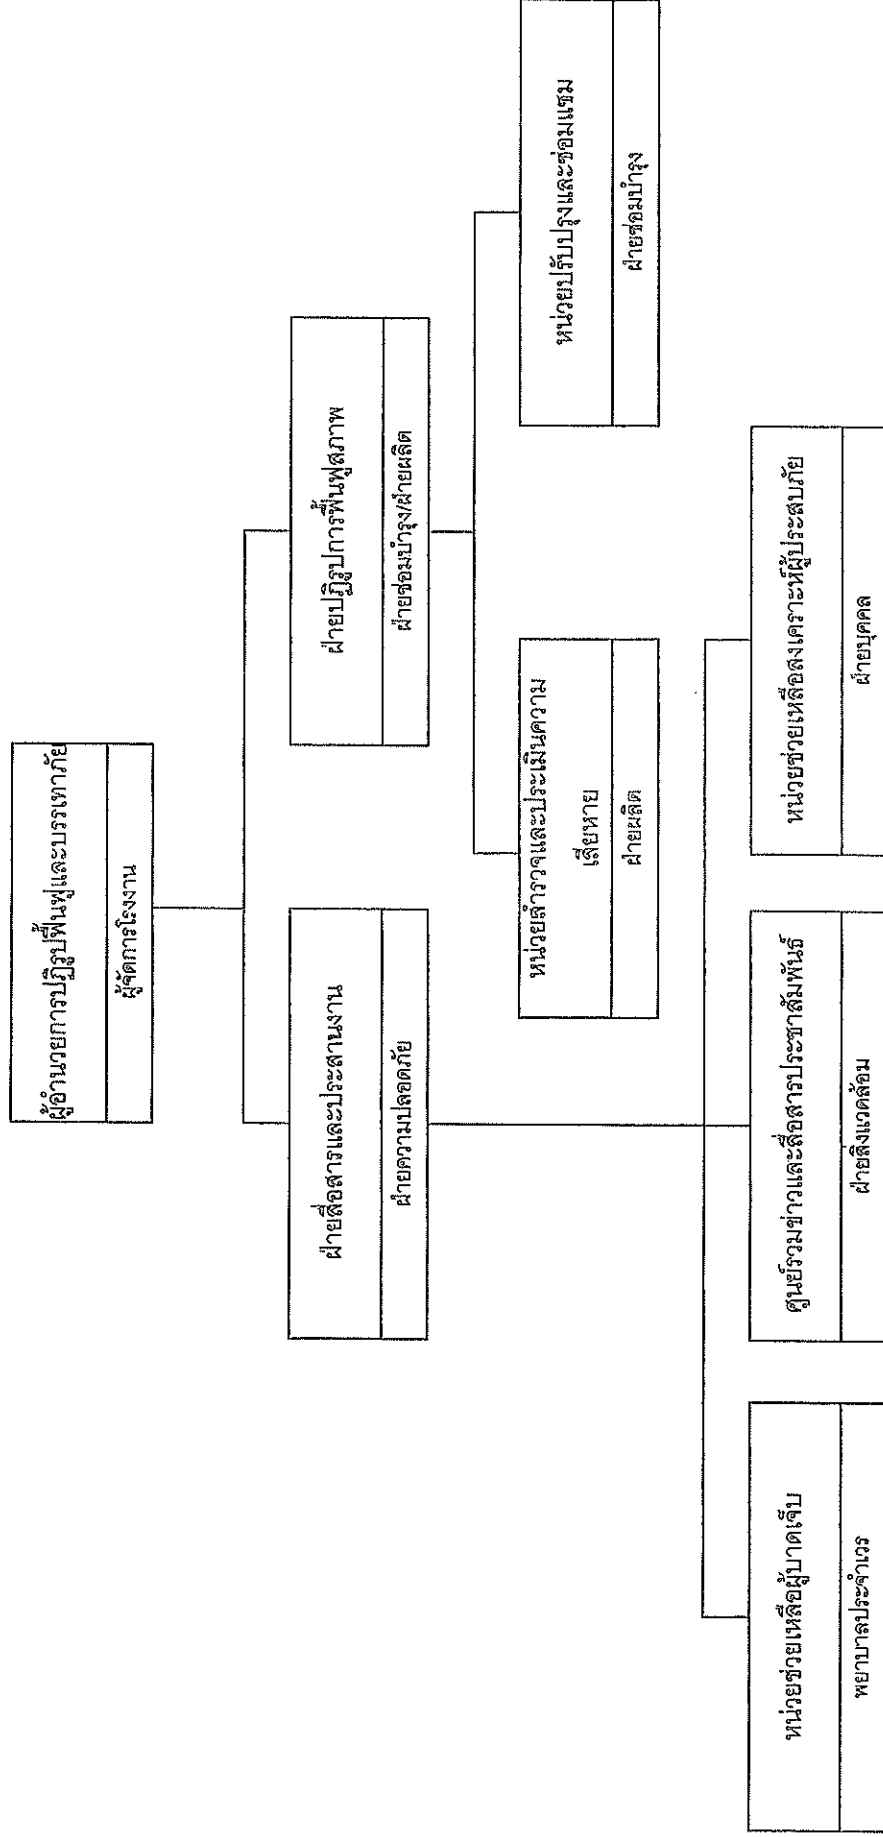 ผู้อำนวยการปฏิรูปฟื้นฟูและบรรเทาภัย
ผู้จัดการโรงงาน
ฝ่ายสื่อสารและประสานงาน
ฝ่ายความปลอดภัย
ฝ่ายปฏิรูปการฟื้นฟูสภาพ
ฝ่ายซ่อมบำรุง/ฝ่ายผลิต
หน่วยสำรวจและประเมินความ
เสียหาย
ฝ่ายผลิต
หน่วยปรับปรุงและซ่อมแซม
ฝ่ายซ่อมบำรุง
หน่วยช่วยเหลือผู้บาดเจ็บ
พยาบาลประจำเวร
ศูนย์รวมข่าวและสื่อสารประชาสัมพันธ์
ฝ่ายสิ่งแวดล้อม
หน่วยช่วยเหลือสงเคราะห์ผู้ประสบภัย
ฝ่ายบุคคล